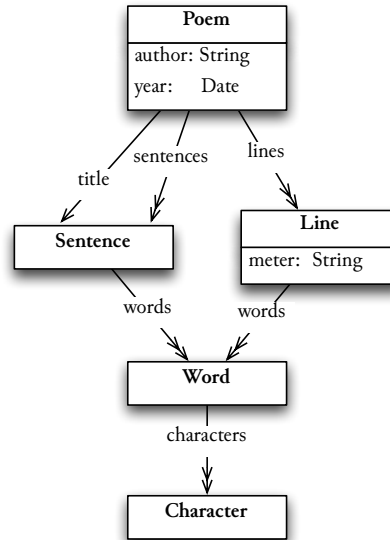 Poem
author: String
year: Date
sentences
lines
title
Sentence
Line
meter: String
words
words
Word
characters
Character